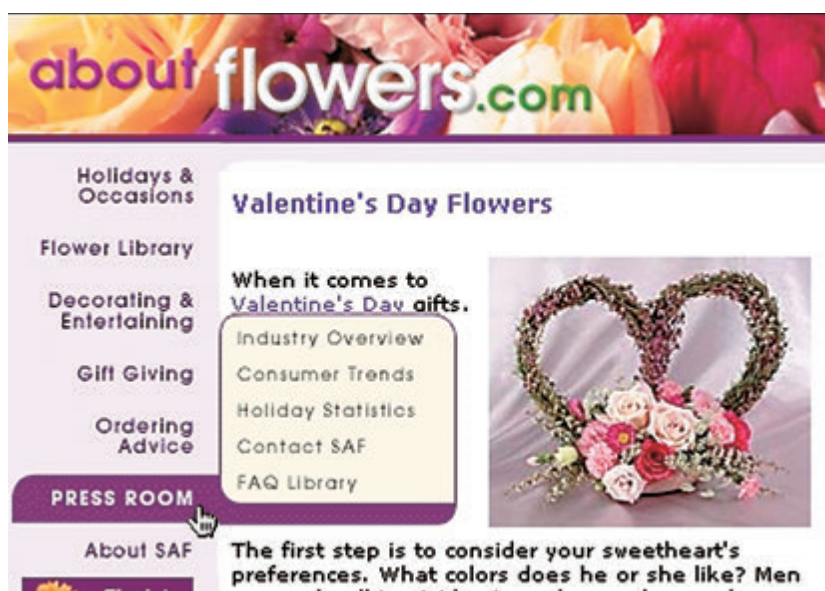 about flowers.com
Holidays &
Occasions
Flower Library
Decorating &
Entertaining
Gift Giving
Ordering
Advice
PRESS ROOM
About SAF
Valentine's Day Flowers
When it comes to
Valentine's Day gifts.
Industry Overview
Consumer Trends
Holiday Statistics
Contact SAF
FAQ Library
The first step is to consider your sweetheart's
preferences. What colors does he or she like? Men